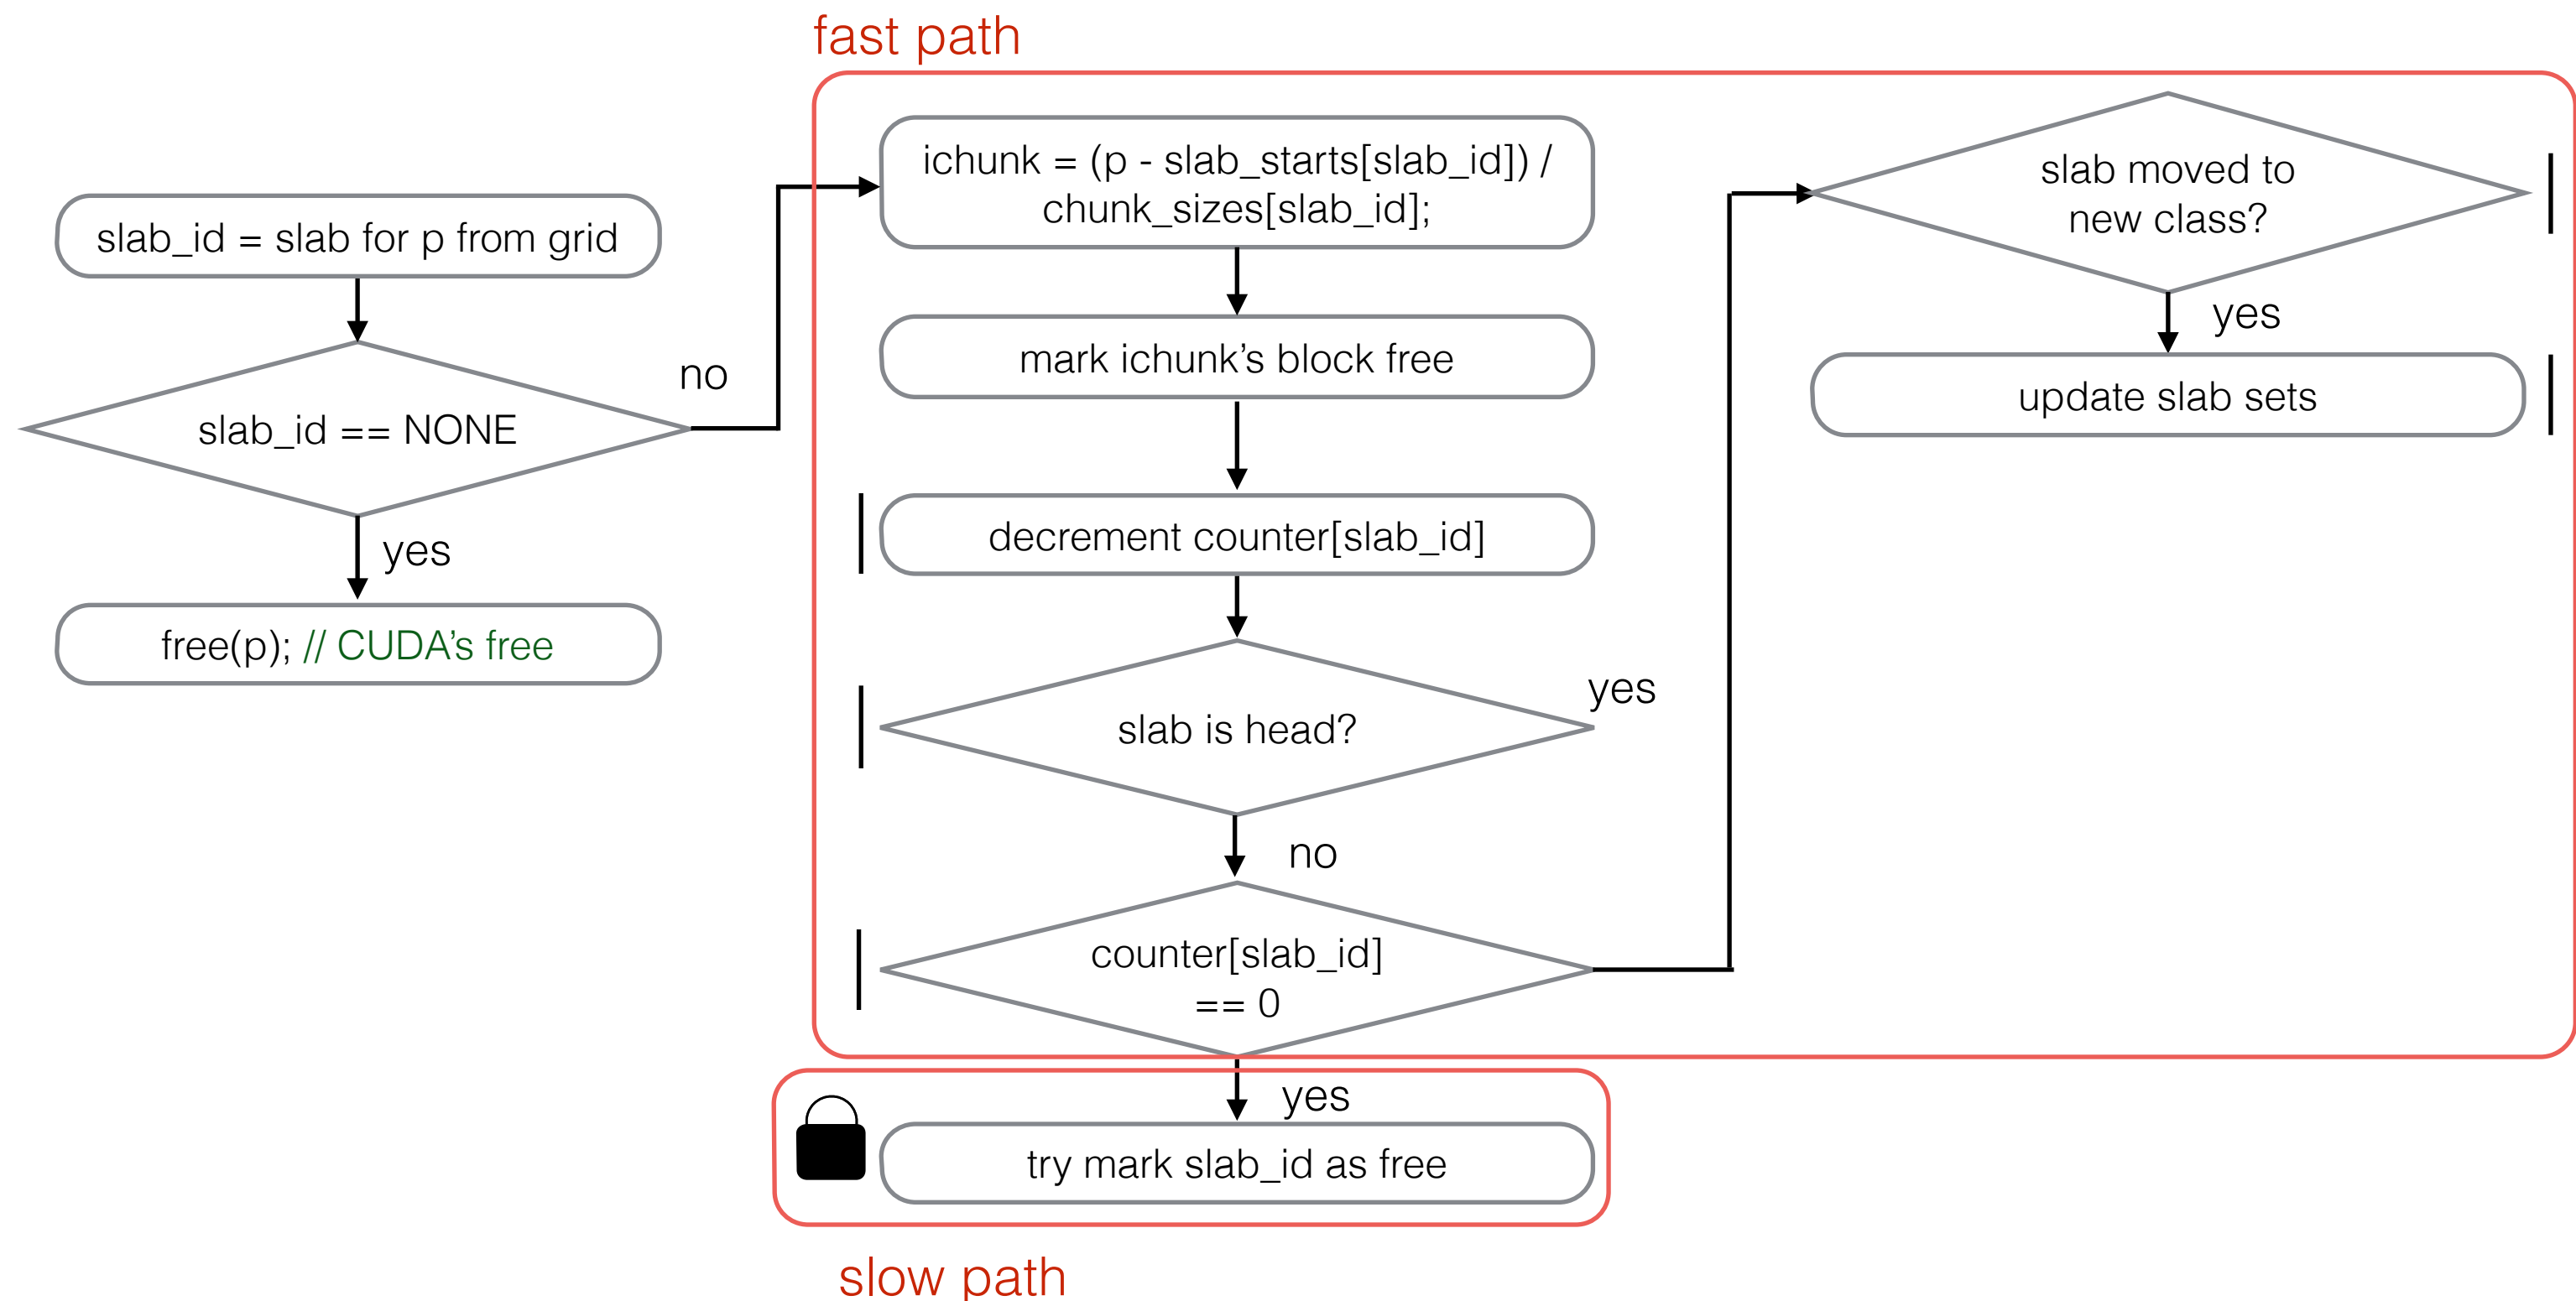 fast path
slab_id = slab for p from grid
slab_id == NONE
no
yes
free(p); // CUDA’s free
ichunk = (p - slab_starts[slab_id]) /
chunk_sizes[slab_id];
mark ichunk’s block free
decrement counter[slab_id]
slab is head?
yes
no
counter[slab_id]
== 0
yes
try mark slab_id as free
slab moved to
new class?
yes
update slab sets
slow path